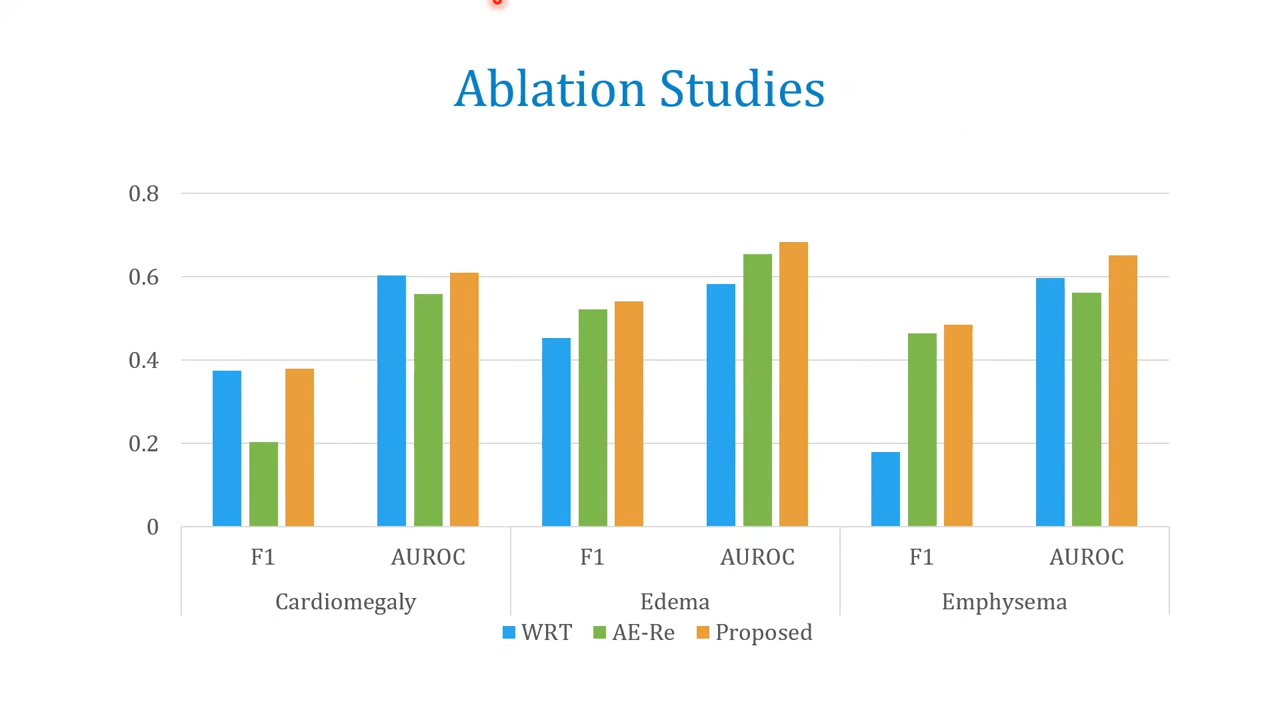 Ablation Studies
0.8
0.6
0.4
0.2
0
F1 AUROC F1 AUROC F1 AUROC
Cardiomegaly Edema Emphysema
WRT AE-Re Proposed